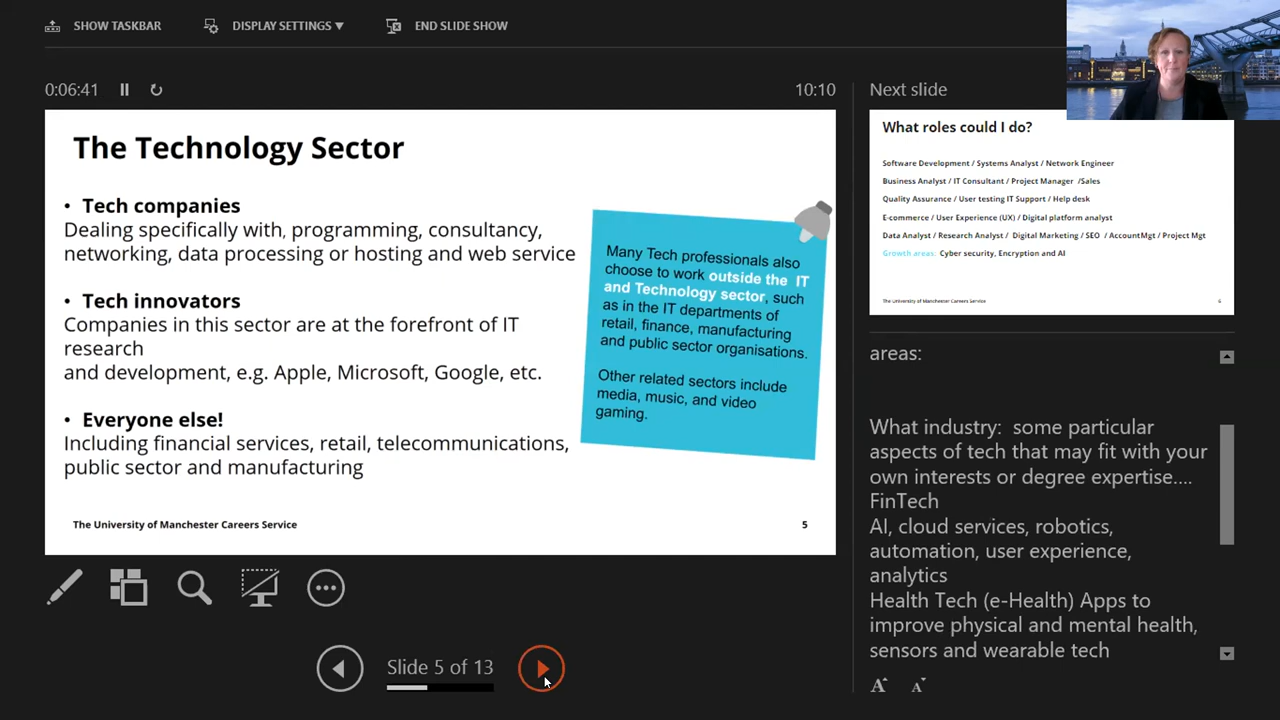 SHOW TASKBAR
DISPLAY SETTINGS ▼
END SLIDE SHOW
0:06:41
10:10
Next slide
The Technology Sector
• Tech companies
Dealing specifically with, programming, consultancy,
networking, data processing or hosting and web service
• Tech innovators
Companies in this sector are at the forefront of IT
research
and development, e.g. Apple, Microsoft, Google, etc.
• Everyone else!
Including financial services, retail, telecommunications,
public sector and manufacturing
Many Tech professionals also
choose to work outside the IT
and Technology sector, such
as in the IT departments of
retail, finance, manufacturing
and public sector organisations.
Other related sectors include
media, music, and video
gaming.
The University of Manchester Careers Service
5
What roles could I do?
Software Development / Systems Analyst / Network Engineer
Business Analyst / IT Consultant / Project Manager /Sales
Quality Assurance / User testing IT Support / Help desk
E-commerce / User Experience (UX) / Digital platform analyst
Data Analyst / Research Analyst / Digital Marketing / SEO / AccountMgt / Project Mgt
Growth areas: Cyber security, Encryption and AI
The University of Manchester Careers Service
6
areas:
What industry: some particular
aspects of tech that may fit with your
own interests or degree expertise....
FinTech
AI, cloud services, robotics,
automation, user experience,
analytics
Health Tech (e-Health) Apps to
improve physical and mental health,
sensors and wearable tech
Slide 5 of 13
A A